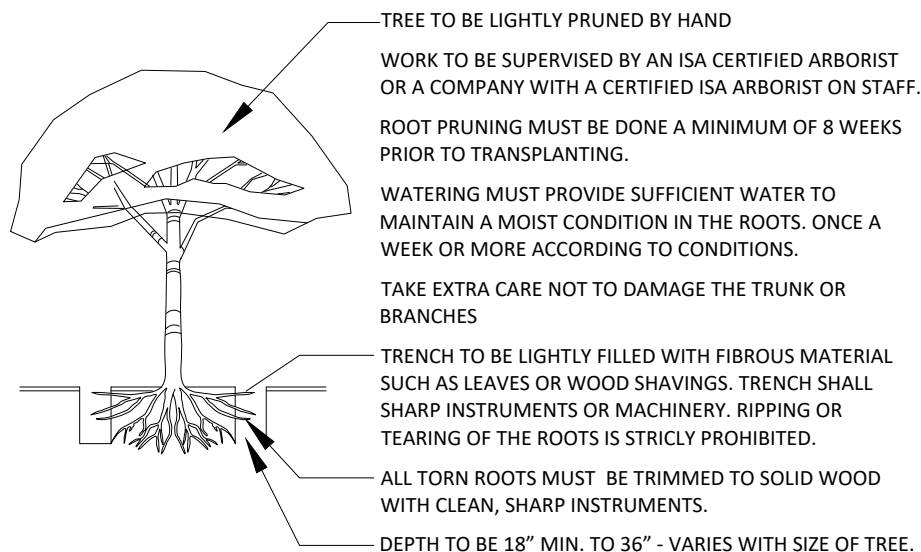 TREE TO BE LIGHTLY PRUNED BY HAND
WORK TO BE SUPERVISED BY AN ISA CERTIFIED ARBORIST
OR A COMPANY WITH A CERTIFIED ISA ARBORIST ON STAFF.
ROOT PRUNING MUST BE DONE A MINIMUM OF 8 WEEKS
PRIOR TO TRANSPLANTING.
WATERING MUST PROVIDE SUFFICIENT WATER TO
MAINTAIN A MOIST CONDITION IN THE ROOTS. ONCE A
WEEK OR MORE ACCORDING TO CONDITIONS.
TAKE EXTRA CARE NOT TO DAMAGE THE TRUNK OR
BRANCHES
TRENCH TO BE LIGHTLY FILLED WITH FIBROUS MATERIAL
SUCH AS LEAVES OR WOOD SHAVINGS. TRENCH SHALL
SHARP INSTRUMENTS OR MACHINERY. RIPPING OR
TEARING OF THE ROOTS IS STRICLY PROHIBITED.
ALL TORN ROOTS MUST BE TRIMMED TO SOLID WOOD
WITH CLEAN, SHARP INSTRUMENTS.
DEPTH TO BE 18” MIN. TO 36” - VARIES WITH SIZE OF TREE.